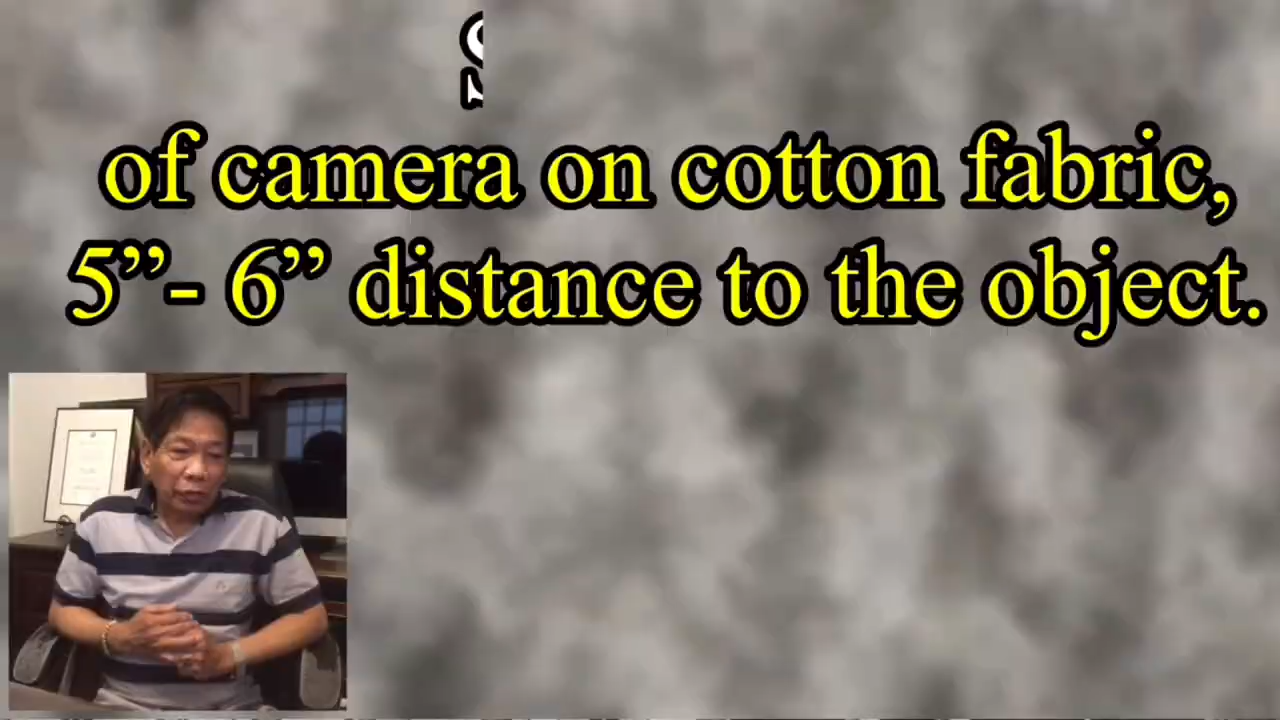 of camera on cotton fabric,
5”- 6” distance to the object.